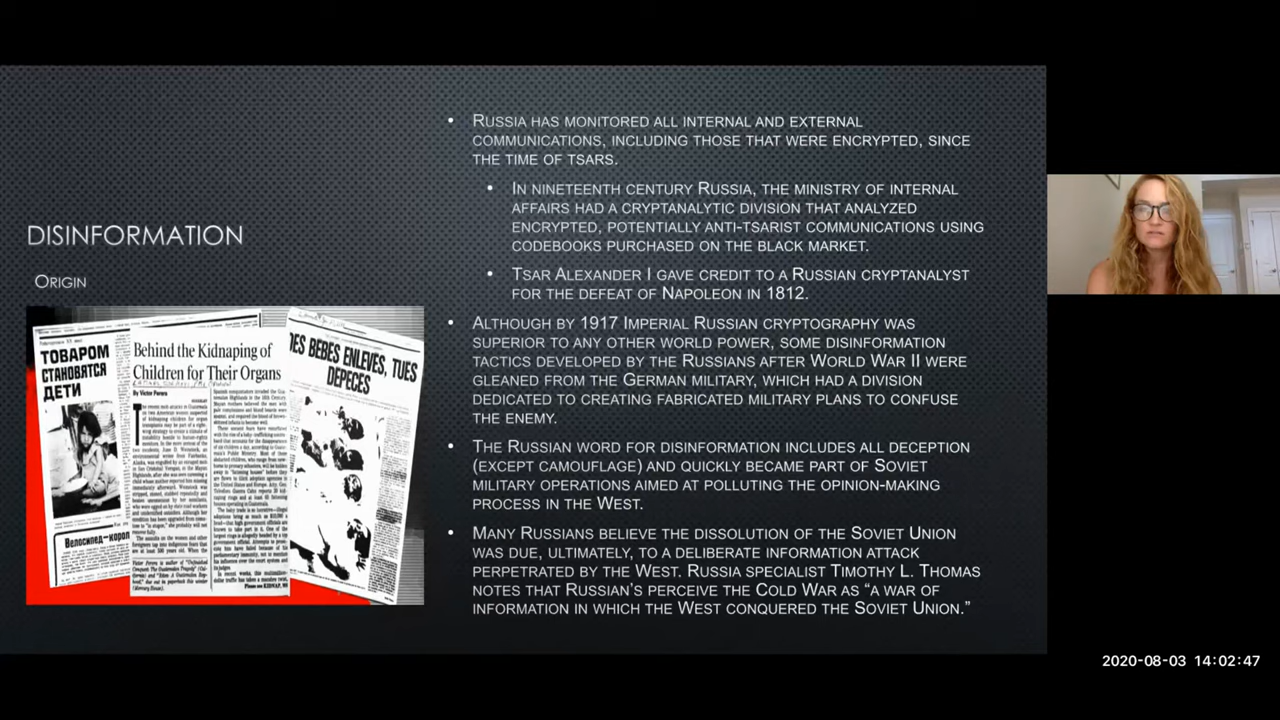 DISINFORMATION
ORIGIN
ТОВАРОМ
СТАНОВЯТСЯ
ДЕТИ
Велосипед-корол
Behind the Kidnaping of
Children for Their Organs
By Victor Perera
DES BEBES ENLEVES, TUES
DEPECES
• RUSSIA HAS MONITORED ALL INTERNAL AND EXTERNAL
COMMUNICATIONS, INCLUDING THOSE THAT WERE ENCRYPTED, SINCE
THE TIME OF TSARS.
• IN NINETEENTH CENTURY RUSSIA, THE MINISTRY OF INTERNAL
AFFAIRS HAD A CRYPTANALYTIC DIVISION THAT ANALYZED
ENCRYPTED, POTENTIALLY ANTI-TSARIST COMMUNICATIONS USING
CODEBOOKS PURCHASED ON THE BLACK MARKET.
• TSAR ALEXANDER I GAVE CREDIT TO A RUSSIAN CRYPTANALYST
FOR THE DEFEAT OF NAPOLEON IN 1812.
• ALTHOUGH BY 1917 IMPERIAL RUSSIAN CRYPTOGRAPHY WAS
SUPERIOR TO ANY OTHER WORLD POWER, SOME DISINFORMATION
TACTICS DEVELOPED BY THE RUSSIANS AFTER WORLD WAR II WERE
GLEANED FROM THE GERMAN MILITARY, WHICH HAD A DIVISION
DEDICATED TO CREATING FABRICATED MILITARY PLANS TO CONFUSE
THE ENEMY.
• THE RUSSIAN WORD FOR DISINFORMATION INCLUDES ALL DECEPTION
(EXCEPT CAMOUFLAGE) AND QUICKLY BECAME PART OF SOVIET
MILITARY OPERATIONS AIMED AT POLLUTING THE OPINION-MAKING
PROCESS IN THE WEST.
• MANY RUSSIANS BELIEVE THE DISSOLUTION OF THE SOVIET UNION
WAS DUE, ULTIMATELY, TO A DELIBERATE INFORMATION ATTACK
PERPETRATED BY THE WEST. RUSSIA SPECIALIST TIMOTHY L. THOMAS
NOTES THAT RUSSIAN'S PERCEIVE THE COLD WAR AS “A WAR OF
INFORMATION IN WHICH THE WEST CONQUERED THE SOVIET UNION.”
2020-08-03 14:02:47